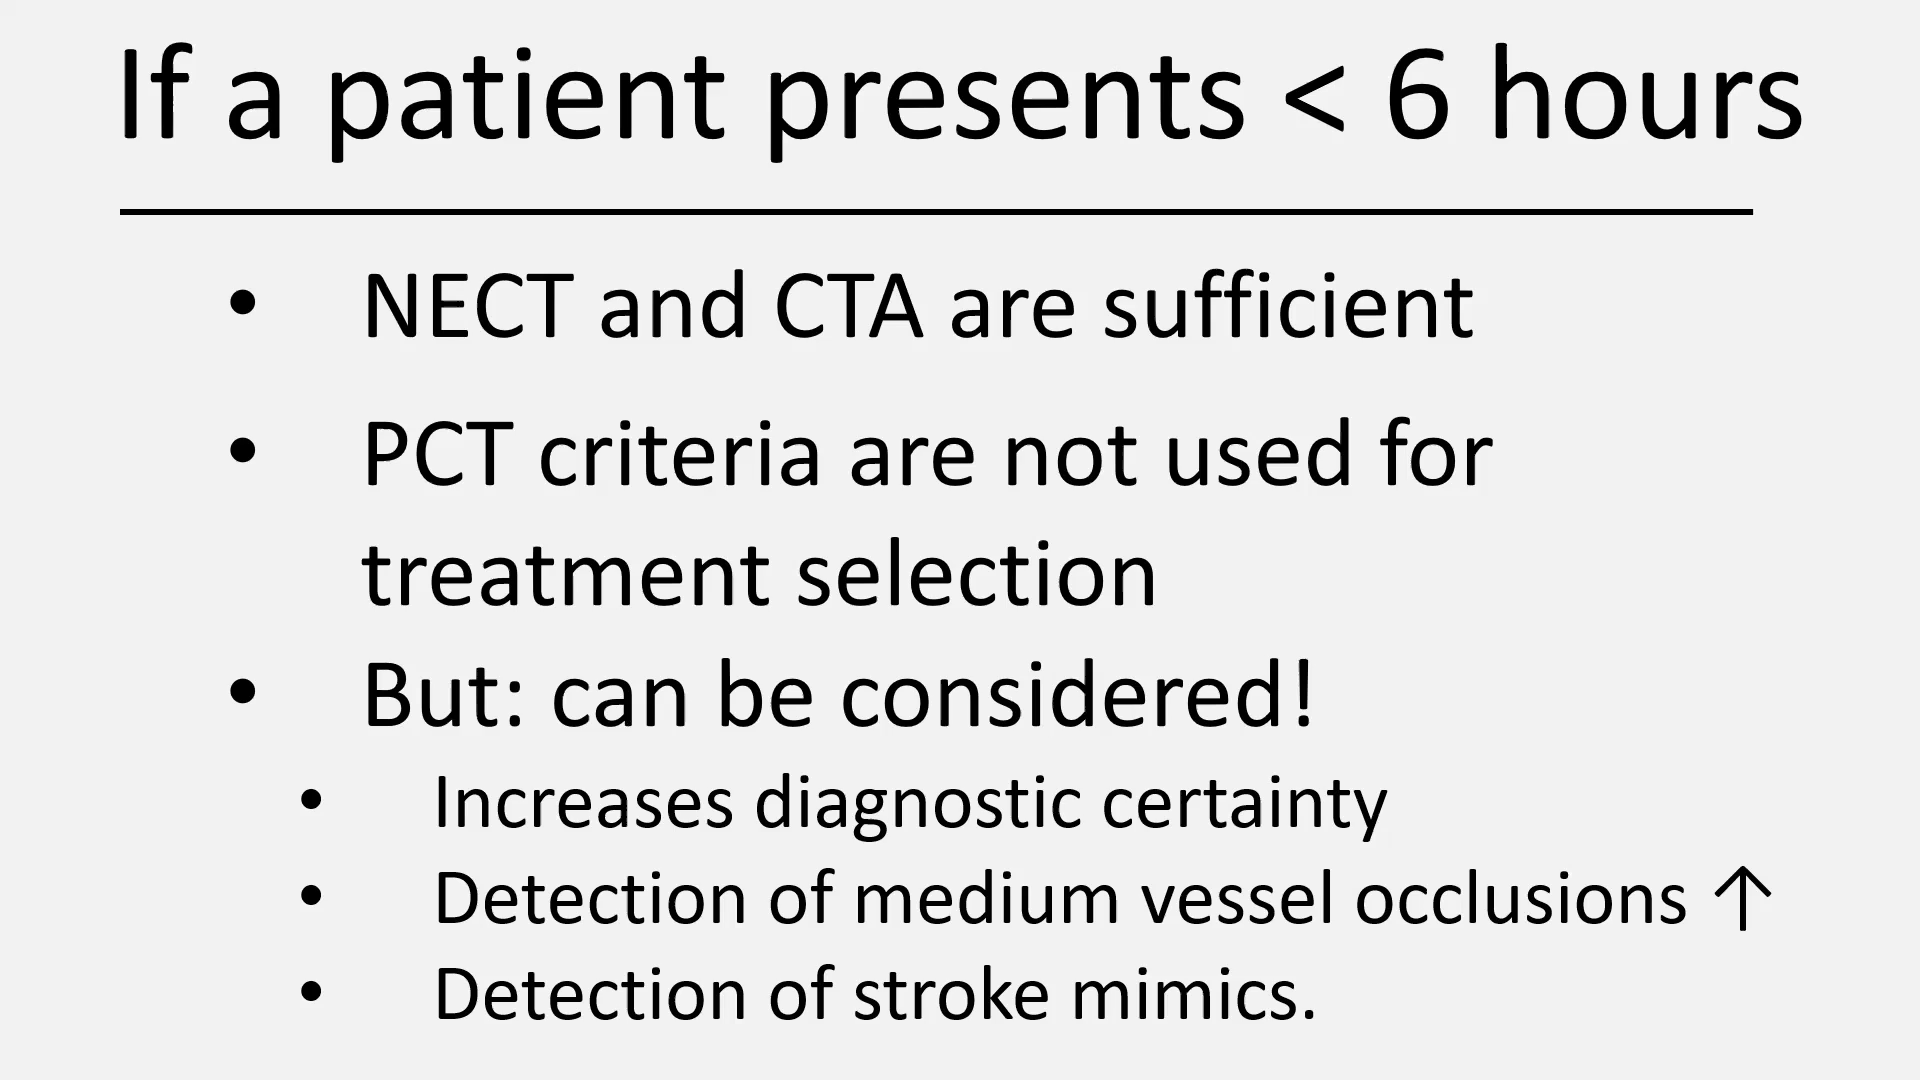 If a patient presents < 6 hours
• NECT and CTA are sufficient
• PCT criteria are not used for
treatment selection
• But: can be considered!
• Increases diagnostic certainty
• Detection of medium vessel occlusions ↑
• Detection of stroke mimics.